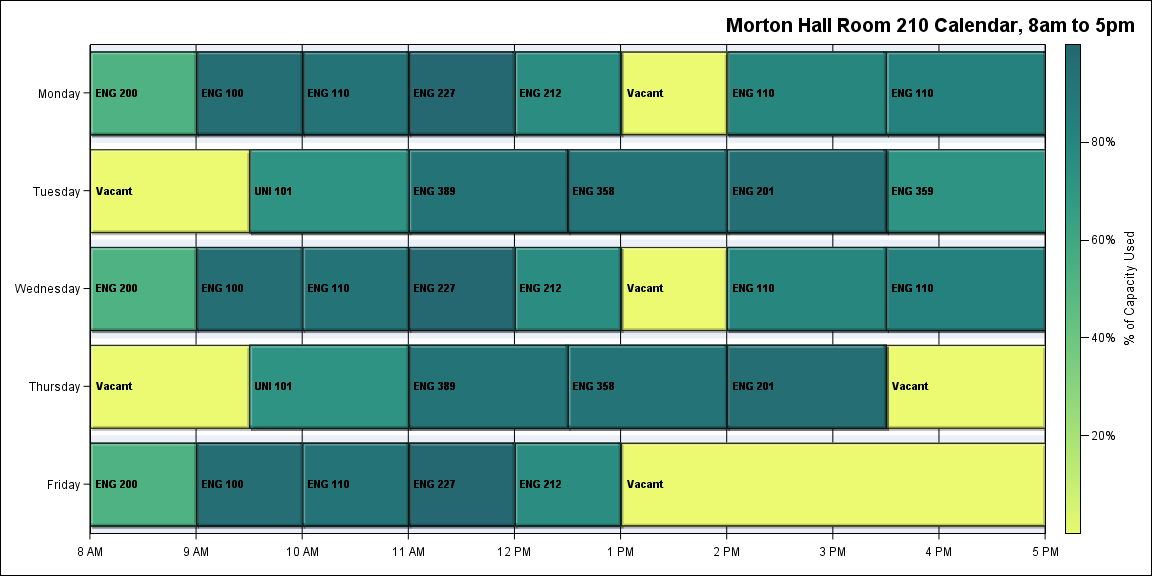 Morton Hall Room 210 Calendar, 8am to 5pm
Monday
ENG 200
ENG 100
ENG 110
ENG 227
ENG 212
Vacant
ENG 110
ENG 110
80%
Tuesday
Vacant
UNI 101
ENG 389
ENG 358
ENG 201
ENG 359
60%
% of Capacity Used
Wednesday
ENG 200
ENG 100
ENG 110
ENG 227
ENG 212
Vacant
ENG 110
ENG 110
40%
Thursday
Vacant
UNI 101
ENG 389
ENG 358
ENG 201
Vacant
20%
Friday
ENG 200
ENG 100
ENG 110
ENG 227
ENG 212
Vacant
8 AM
9 AM
10 AM
11 AM
12 PM
1 PM
2 PM
3 PM
4 PM
5 PM